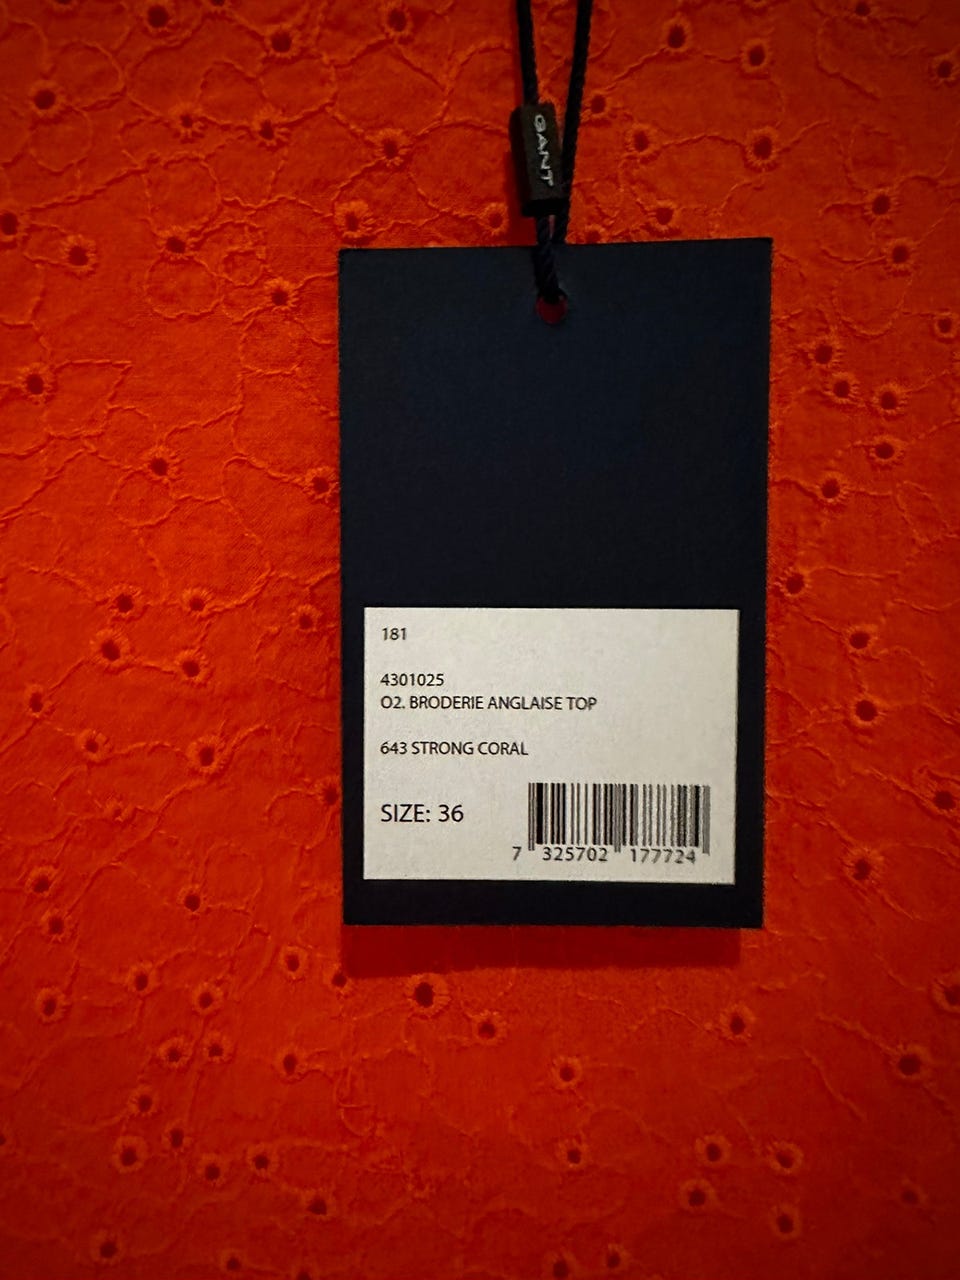 GANT
181
4301025
O2. BRODERIE ANGLAISE TOP
643 STRONG CORAL
SIZE: 36
7 325702 177724